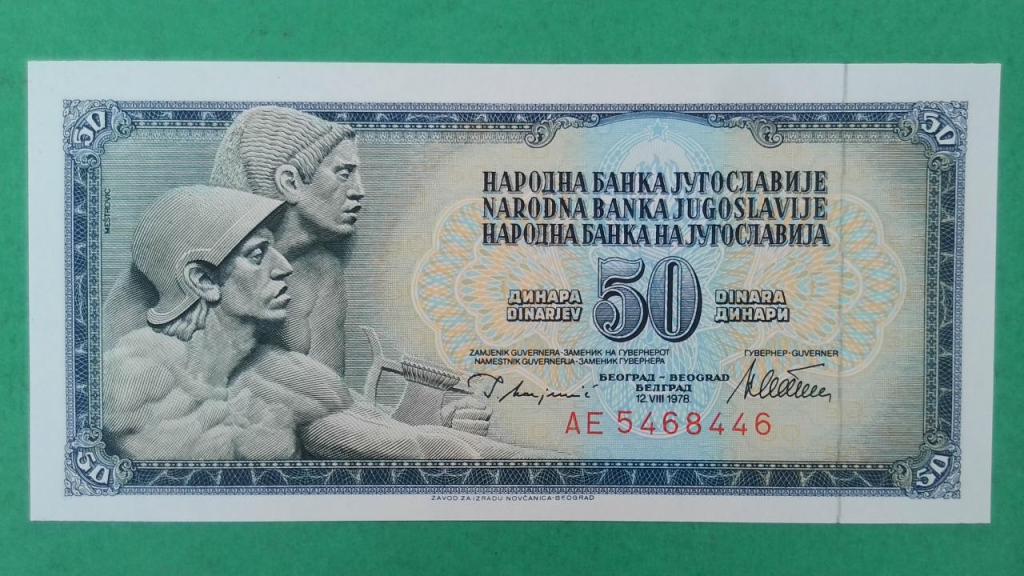 50
50
MEŠTROVIĆ
НАРОДНА БАНКА ЈУГОСЛАВИЈЕ
NARODNA BANKA JUGOSLAVIJE
НАРОДНА БАНКА НА ЈУГОСЛАВИЈА
ДИНАРА 50 DINARA
DINARJEV ДИНАРИ
ZAMJENIK GUVERNERA-ЗАМЕНИК НА ГУВЕРНЕРОТ
NAMESTNIK GUVERNERJA-ЗАМЕНИК ГУВЕРНЕРА
ГУВЕРНЕР-GUVERNER
БЕОГРАД - BEOGRAD
БЕЛГРАД
12. VIII 1978
AE 5468446
50
50
ZAVOD ZA IZRADU NOVČANICA-BEOGRAD